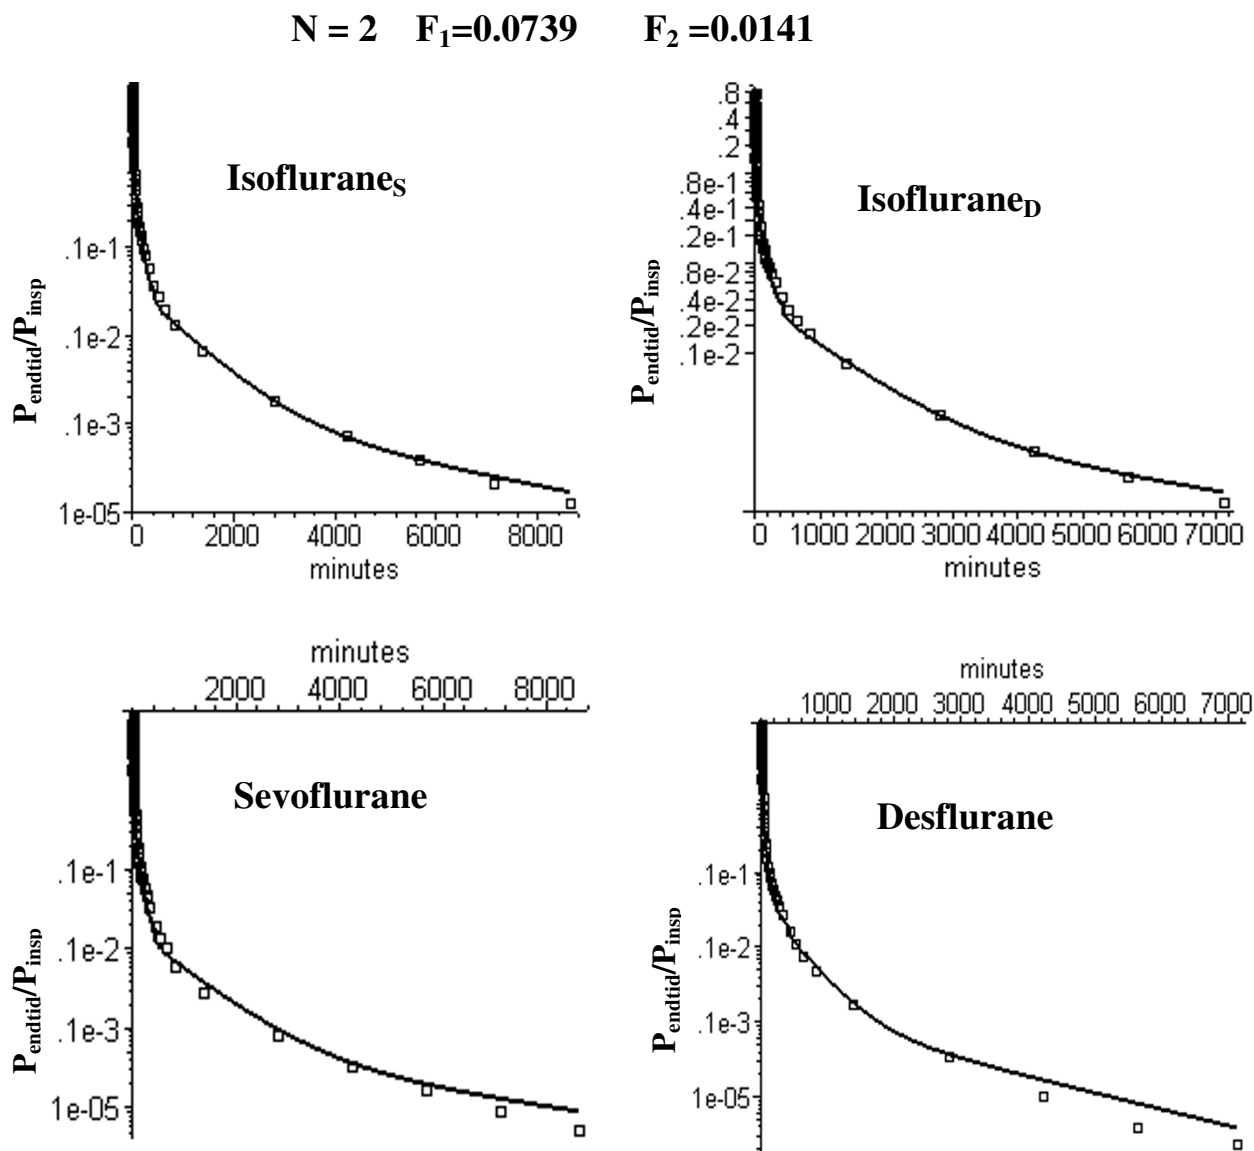 N = 2 F1=0.0739 F2 =0.0141
IsofluraneS
Pendtid/Pinsp
.1e-1
.1e-2
.1e-3
1e-05
0 2000 4000 6000 8000
minutes
IsofluraneD
Pendtid/Pinsp
.8
.4
.2
.8e-1
.4e-1
.2e-1
.8e-2
.4e-2
.2e-2
.1e-2
0 1000 2000 3000 4000 5000 6000 7000
minutes
minutes
2000 4000 6000 8000
Sevoflurane
Pendtid/Pinsp
.1e-1
.1e-2
.1e-3
1e-05
minutes
1000 2000 3000 4000 5000 6000 7000
Desflurane
Pendtid/Pinsp
.1e-1
.1e-2
.1e-3
1e-05